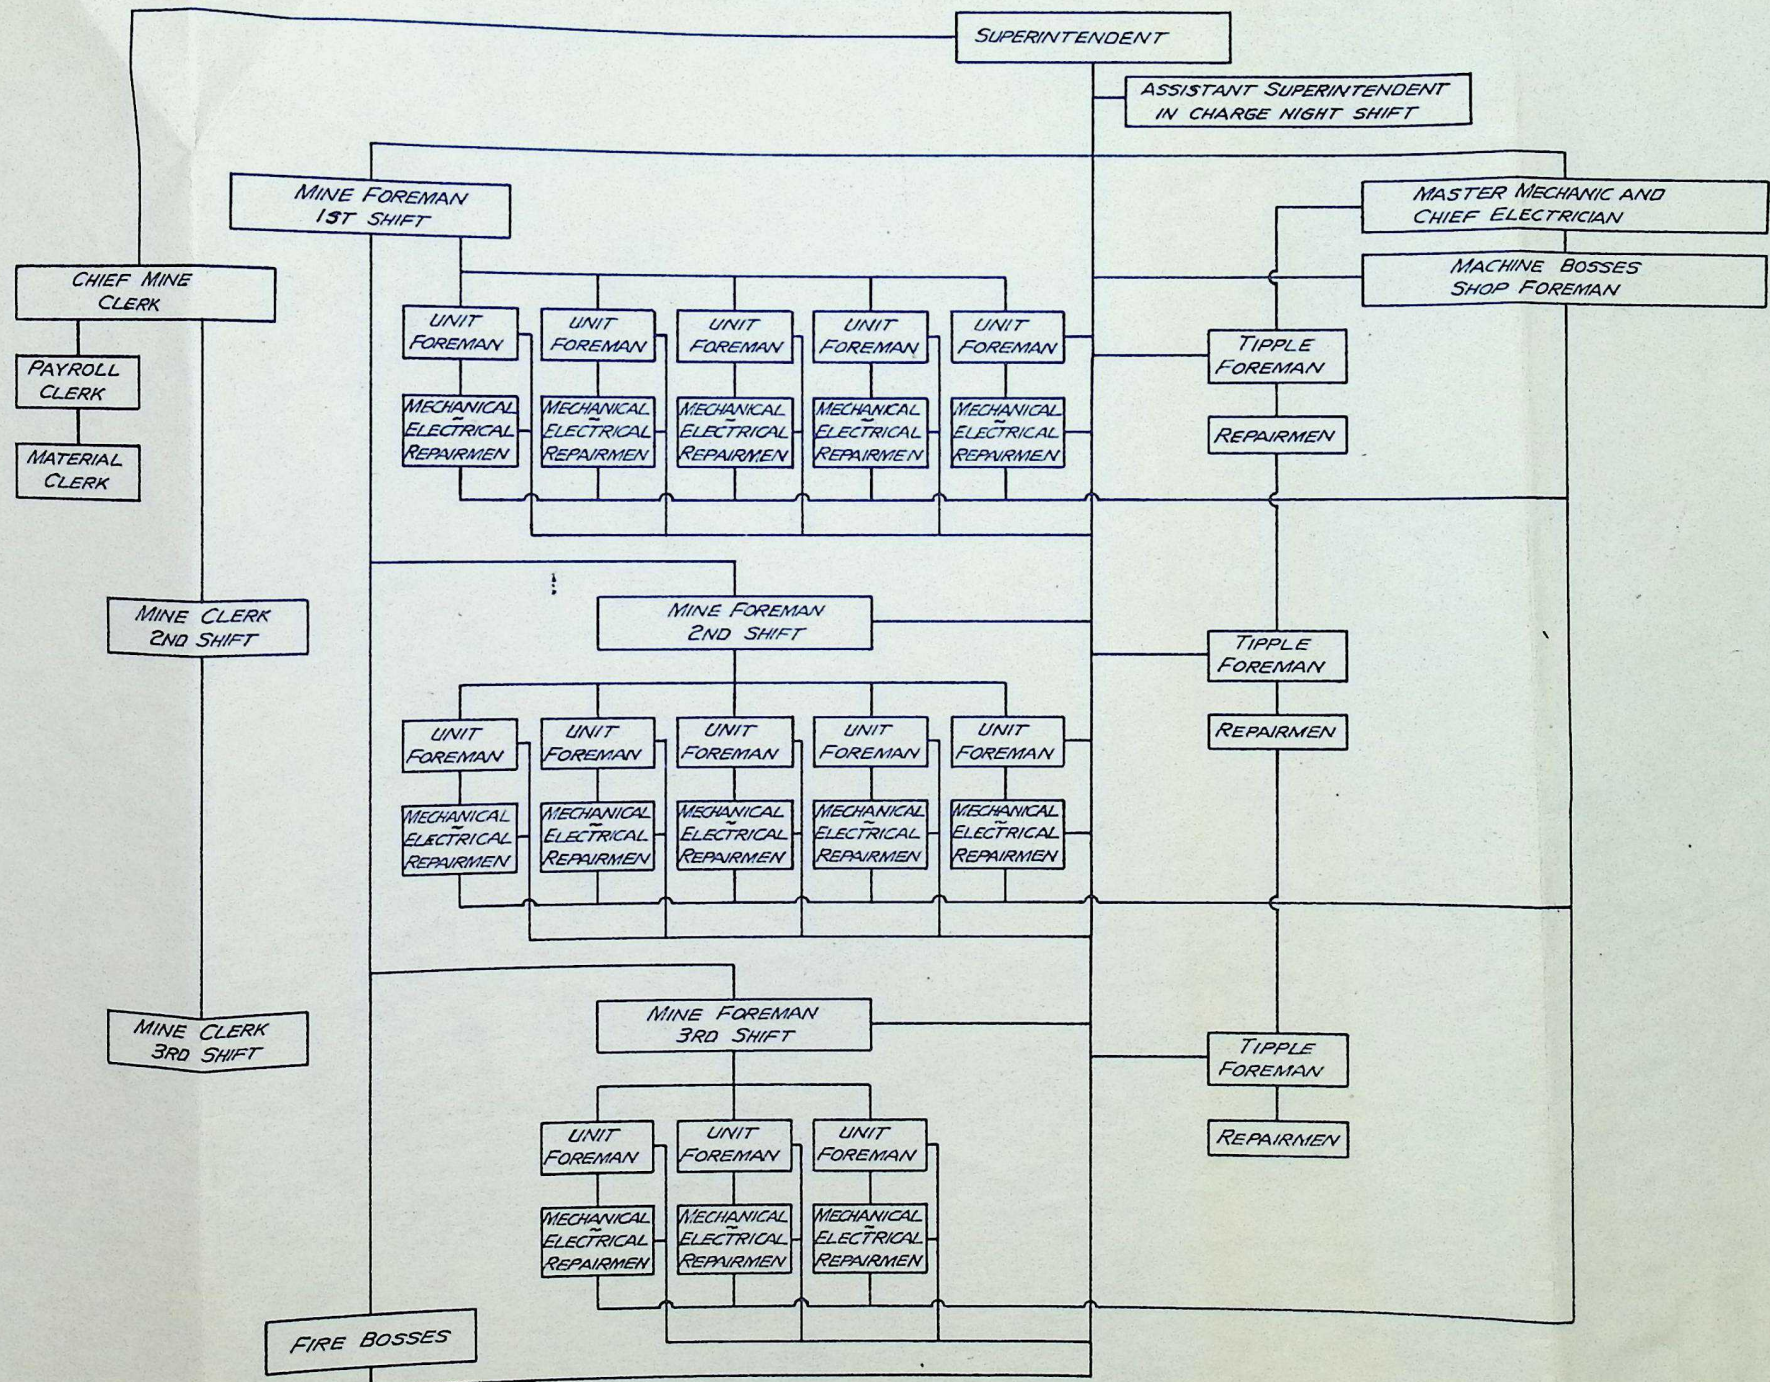 SUPERINTENDENT
ASSISTANT SUPERINTENDENT
IN CHARGE NIGHT SHIFT
MINE FOREMAN
1ST SHIFT
MASTER MECHANIC AND
CHIEF ELECTRICIAN
CHIEF MINE
CLERK
MACHINE BOSSES
SHOP FOREMAN
UNIT
FOREMAN
UNIT
FOREMAN
UNIT
FOREMAN
UNIT
FOREMAN
UNIT
FOREMAN
TIPPLE
FOREMAN
PAYROLL
CLERK
MECHANICAL
~
ELECTRICAL
REPAIRMEN
MECHANICAL
~
ELECTRICAL
REPAIRMEN
MECHANICAL
~
ELECTRICAL
REPAIRMEN
MECHANICAL
~
ELECTRICAL
REPAIRMEN
MECHANICAL
~
ELECTRICAL
REPAIRMEN
REPAIRMEN
MATERIAL
CLERK
MINE CLERK
2ND SHIFT
MINE FOREMAN
2ND SHIFT
TIPPLE
FOREMAN
UNIT
FOREMAN
UNIT
FOREMAN
UNIT
FOREMAN
UNIT
FOREMAN
UNIT
FOREMAN
REPAIRMEN
MECHANICAL
~
ELECTRICAL
REPAIRMEN
MECHANICAL
~
ELECTRICAL
REPAIRMEN
MECHANICAL
~
ELECTRICAL
REPAIRMEN
MECHANICAL
~
ELECTRICAL
REPAIRMEN
MECHANICAL
~
ELECTRICAL
REPAIRMEN
MINE CLERK
3RD SHIFT
MINE FOREMAN
3RD SHIFT
TIPPLE
FOREMAN
UNIT
FOREMAN
UNIT
FOREMAN
UNIT
FOREMAN
REPAIRMEN
MECHANICAL
~
ELECTRICAL
REPAIRMEN
MECHANICAL
~
ELECTRICAL
REPAIRMEN
MECHANICAL
~
ELECTRICAL
REPAIRMEN
FIRE BOSSES